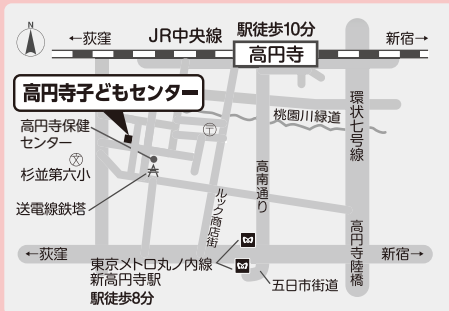 N
←荻窪
JR中央線
駅徒歩10分
高円寺
新宿→
高円寺子どもセンター
桃園川緑道
環状七号線
高円寺保健
センター
〒
文
杉並第六小
高南通り
送電線鉄塔
ルック商店街
高円寺陸橋
←荻窪
新宿→
東京メトロ丸ノ内線
新高円寺駅
駅徒歩8分
五日市街道